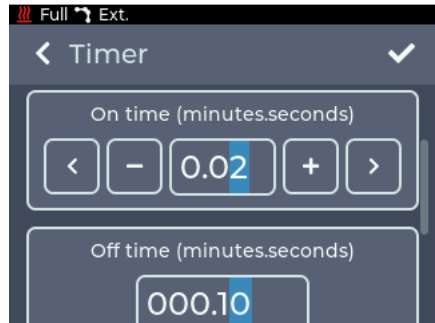 Full Ext.
Timer
On time (minutes.seconds)
< - 0.02 + >
Off time (minutes.seconds)
000.10